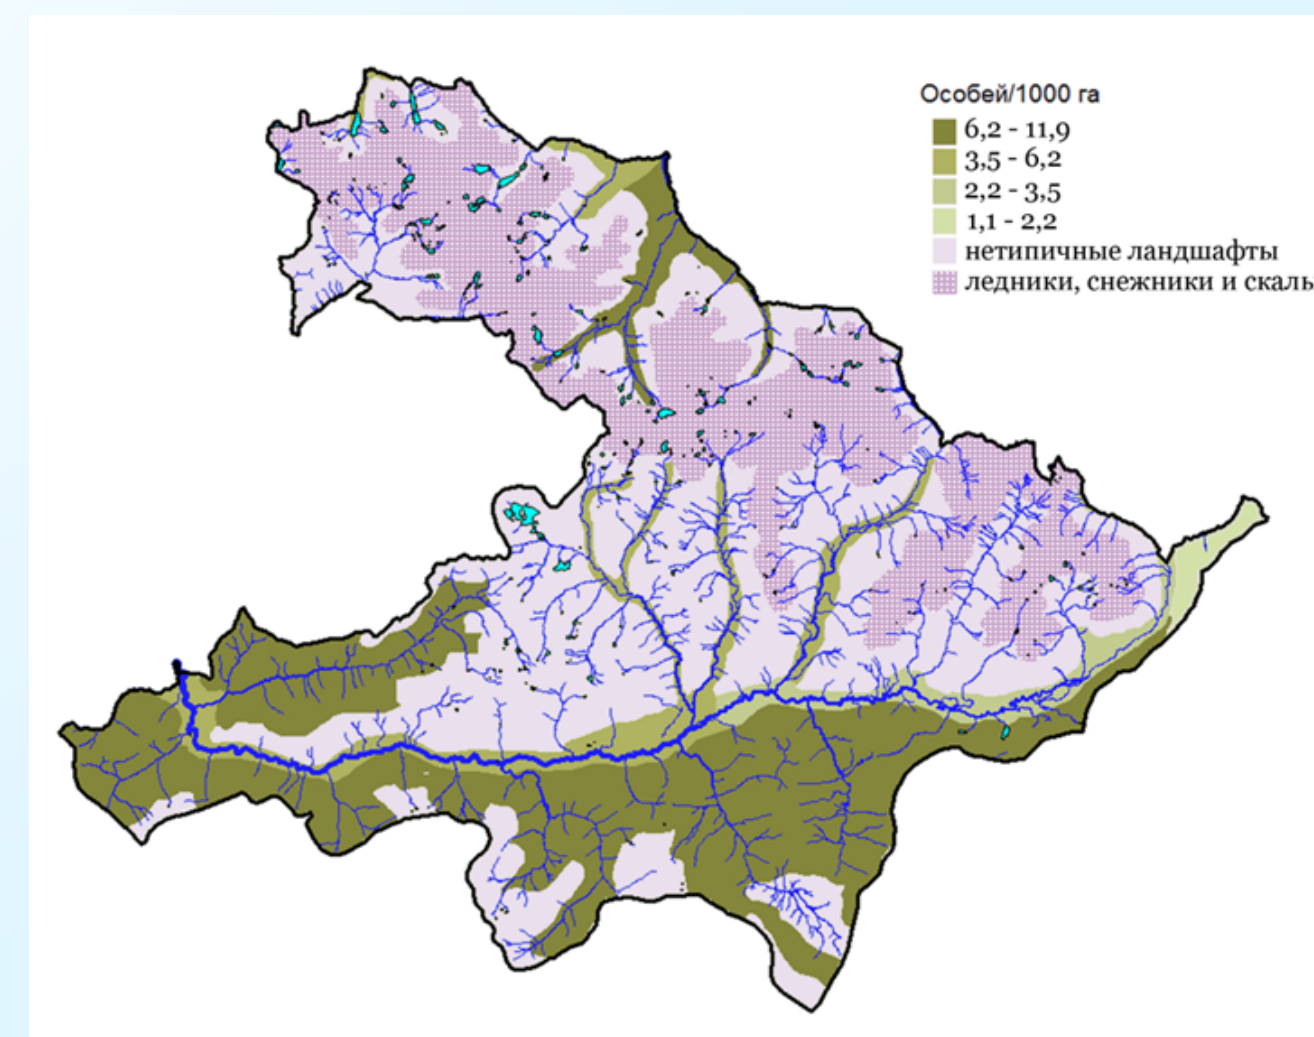 Особей/1000 га
6,2 - 11,9
3,5 - 6,2
2,2 - 3,5
1,1 - 2,2
нетипичные ландшафты
ледники, снежники и скалы